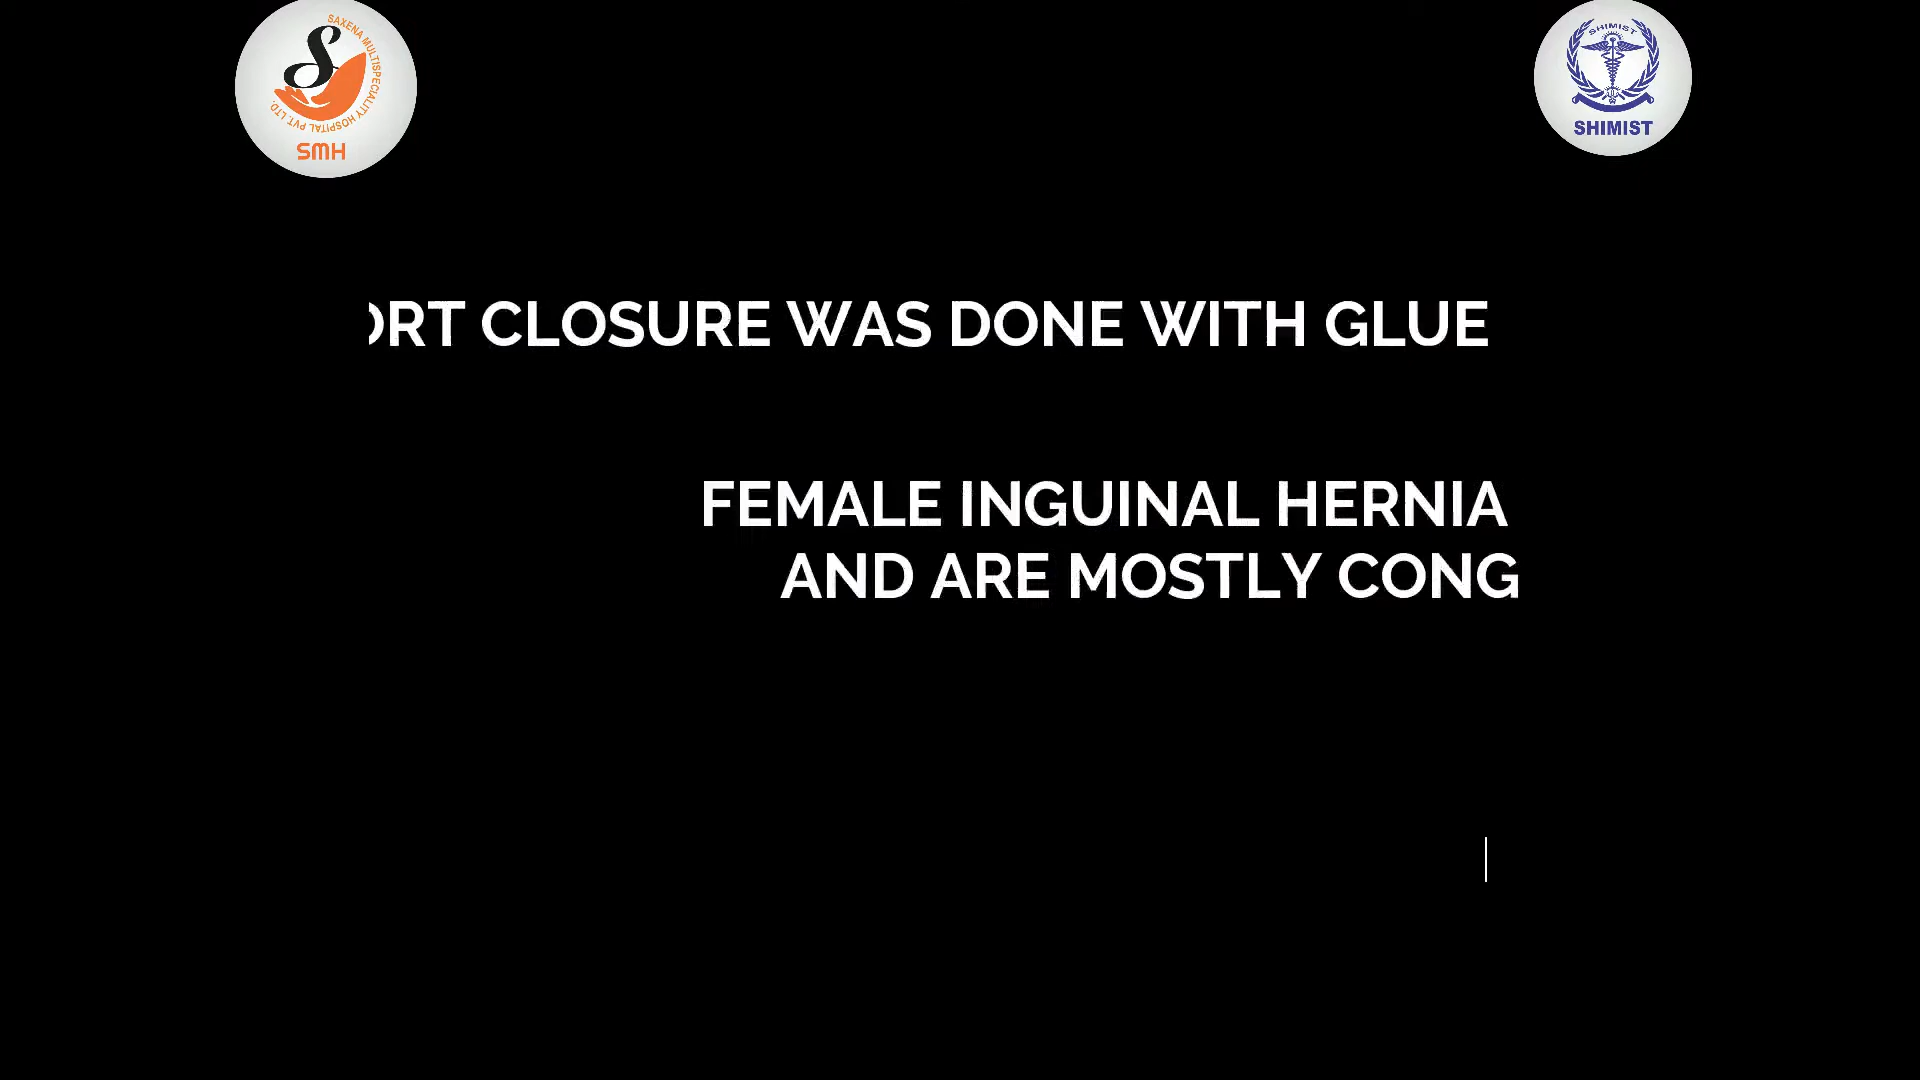 SAXENA MULTISPECIALITY HOSPITAL PVT. LTD.
SMH
SHIMIST
SHIMIST
ORT CLOSURE WAS DONE WITH GLUE
FEMALE INGUINAL HERNIA
AND ARE MOSTLY CONG